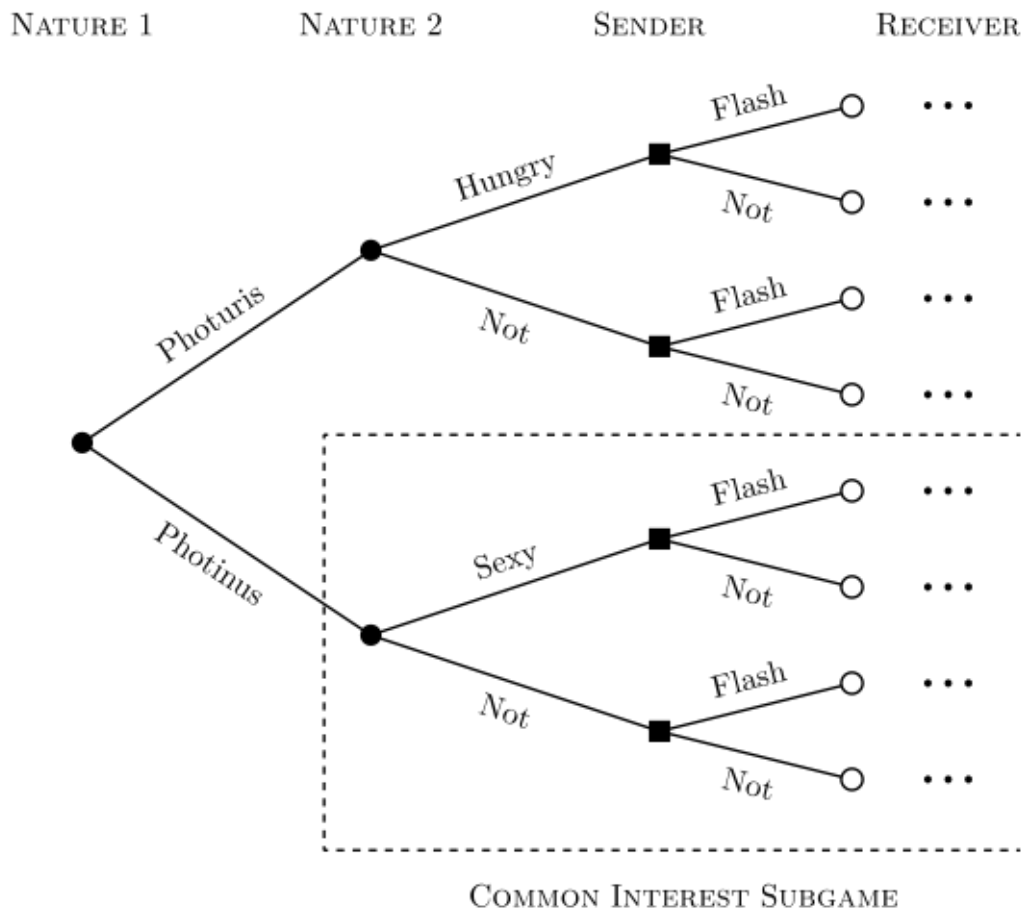 NATURE 1 NATURE 2 SENDER RECEIVER
Flash
Hungry
Not
Photuris
Flash
Not
Not
Flash
Photinus
Sexy
Not
Flash
Not
Not
COMMON INTEREST SUBGAME